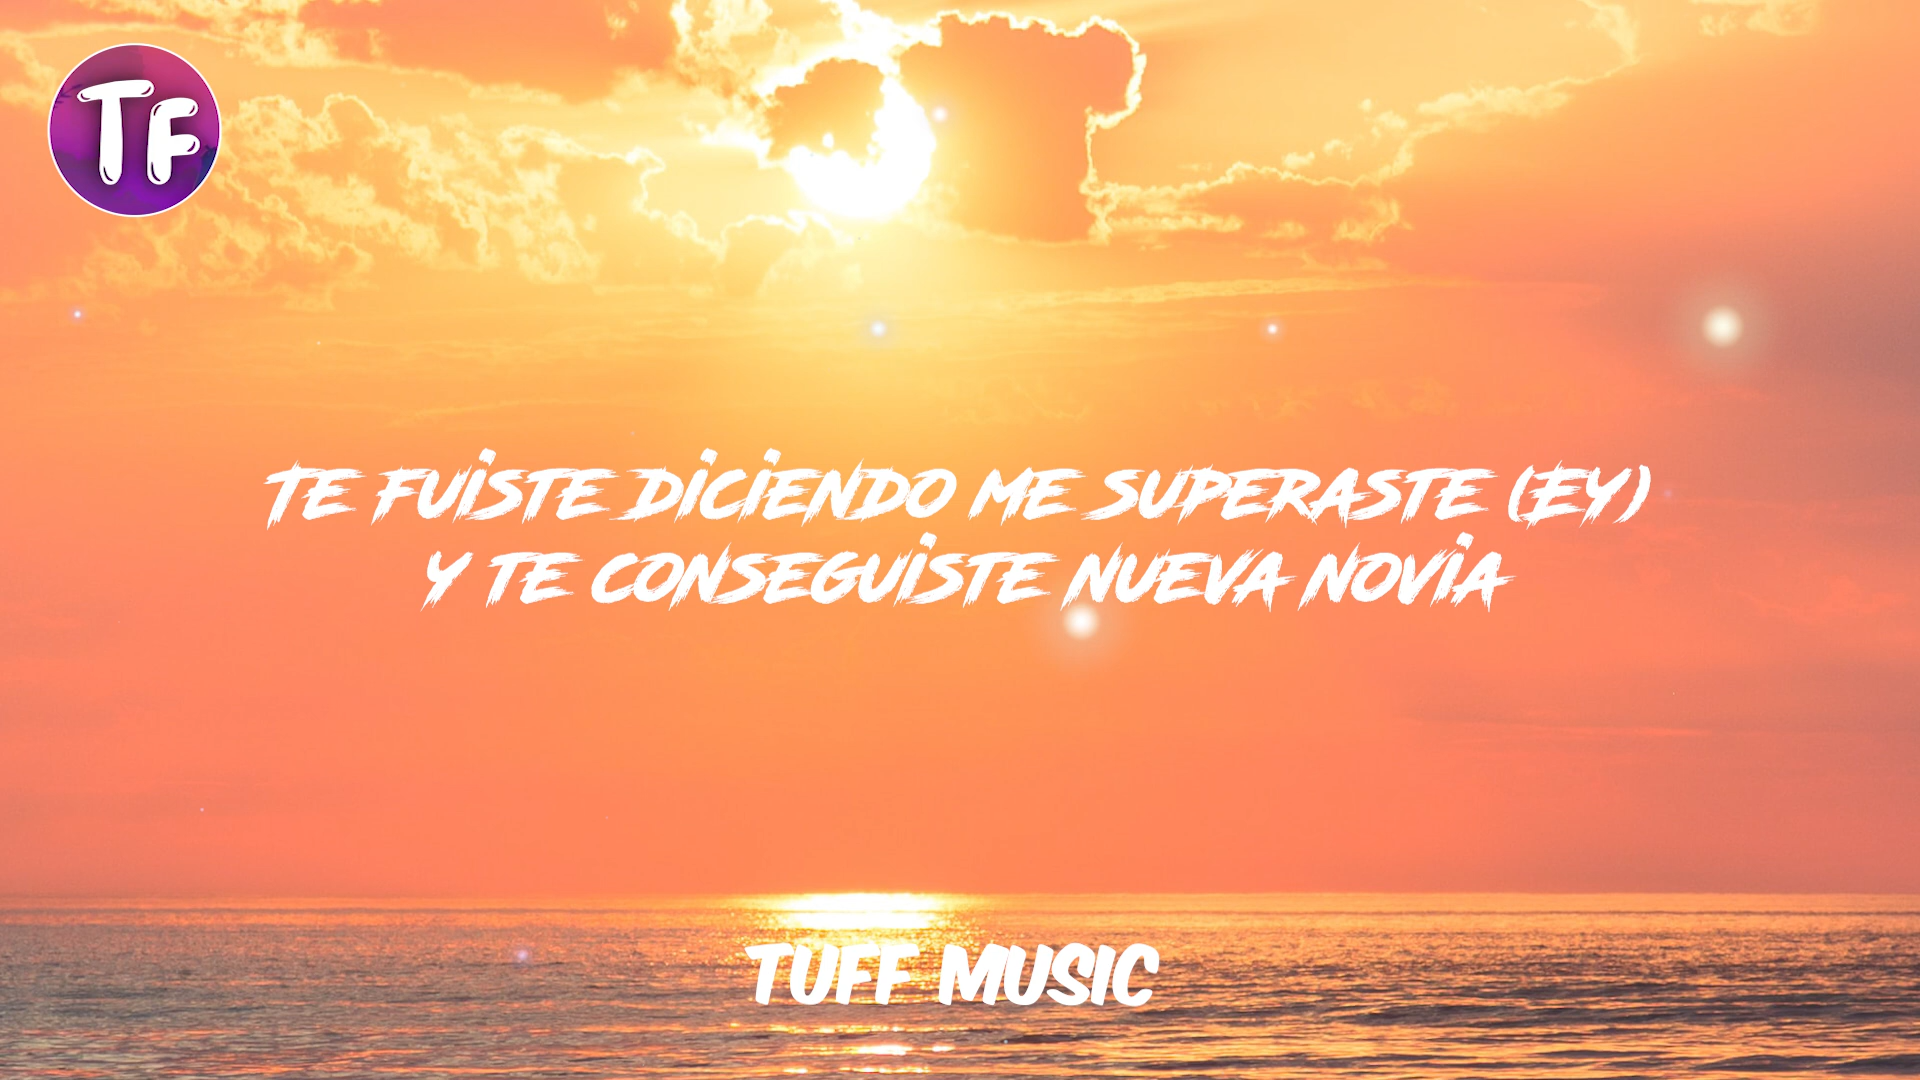 TF
TE FUISTE DICIENDO ME SUPERASTE (EY)
Y TE CONSEGUISTE NUEVA NOVIA
TUFF MUSIC